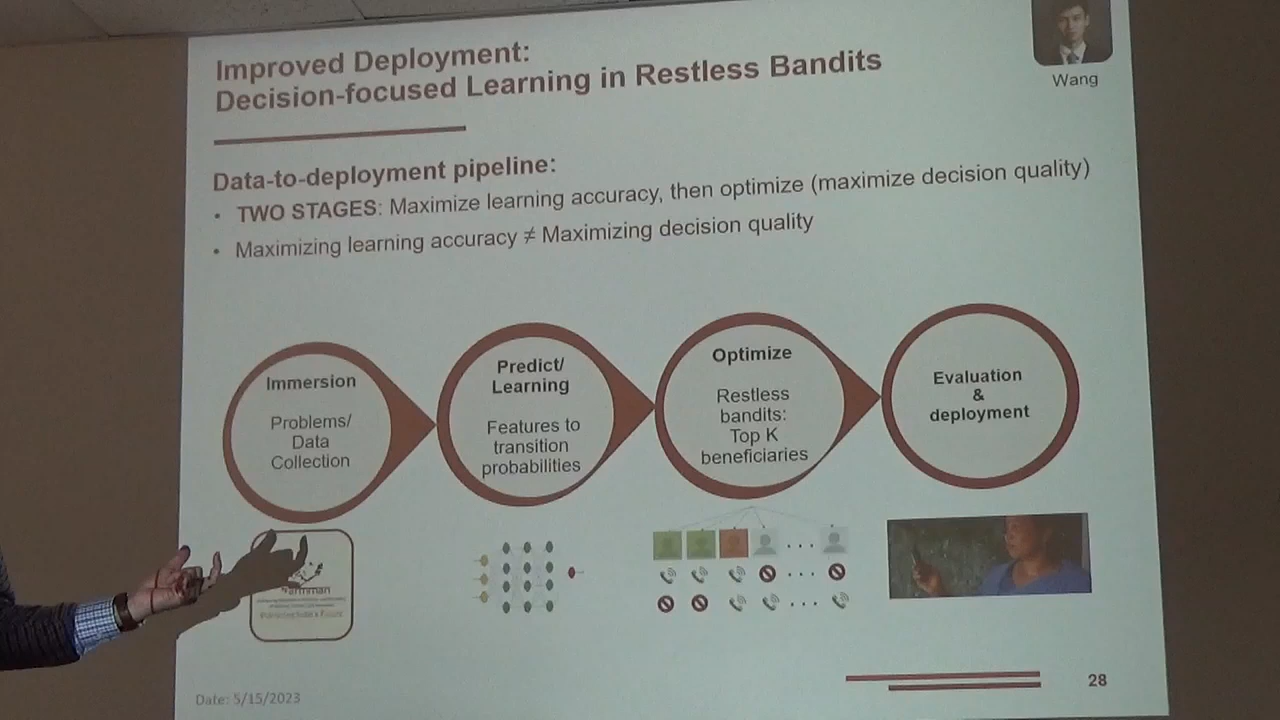 Improved Deployment:
Decision-focused Learning in Restless Bandits
Wang
Data-to-deployment pipeline:
• TWO STAGES: Maximize learning accuracy, then optimize (maximize decision quality)
• Maximizing learning accuracy ≠ Maximizing decision quality
Immersion
Problems/
Data
Collection
Predict/
Learning
Features to
transition
probabilities
Optimize
Restless
bandits:
Top K
beneficiaries
Evaluation
&
deployment
Date: 5/15/2023
28